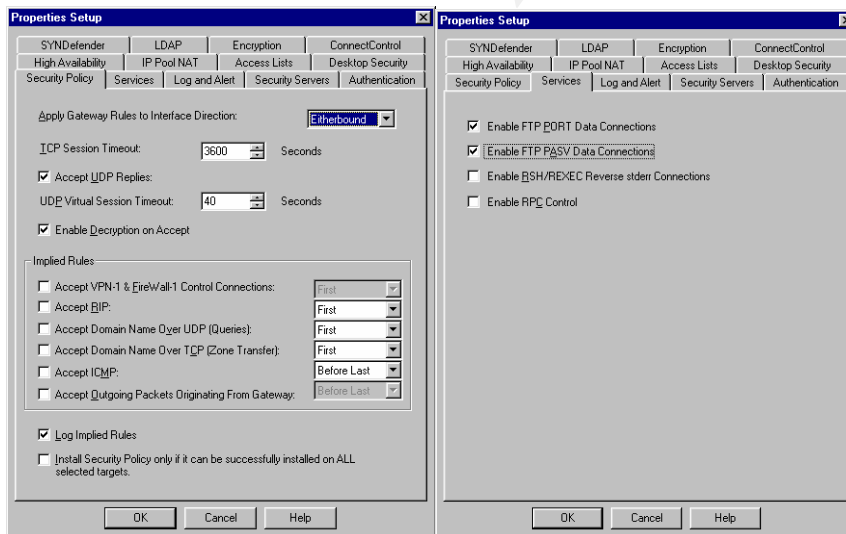 Properties Setup
SYNDefender LDAP Encryption ConnectControl
High Availability IP Pool NAT Access Lists Desktop Security
Security Policy Services Log and Alert Security Servers Authentication
Apply Gateway Rules to Interface Direction: Eitherbound
TCP Session Timeout: 3600 Seconds
Accept UDP Replies:
UDP Virtual Session Timeout: 40 Seconds
Enable Decryption on Accept
Implied Rules
Accept VPN-1 & FireWall-1 Control Connections: First
Accept RIP: First
Accept Domain Name Over UDP (Queries): First
Accept Domain Name Over TCP (Zone Transfer): First
Accept ICMP: Before Last
Accept Outgoing Packets Originating From Gateway: Before Last
Log Implied Rules
Install Security Policy only if it can be successfully installed on ALL
selected targets.
OK Cancel Help
Properties Setup
SYNDefender LDAP Encryption ConnectControl
High Availability IP Pool NAT Access Lists Desktop Security
Security Policy Services Log and Alert Security Servers Authentication
Enable FTP PORT Data Connections
Enable FTP PASV Data Connections
Enable RSH/REXEC Reverse stderr Connections
Enable RPC Control
OK Cancel Help